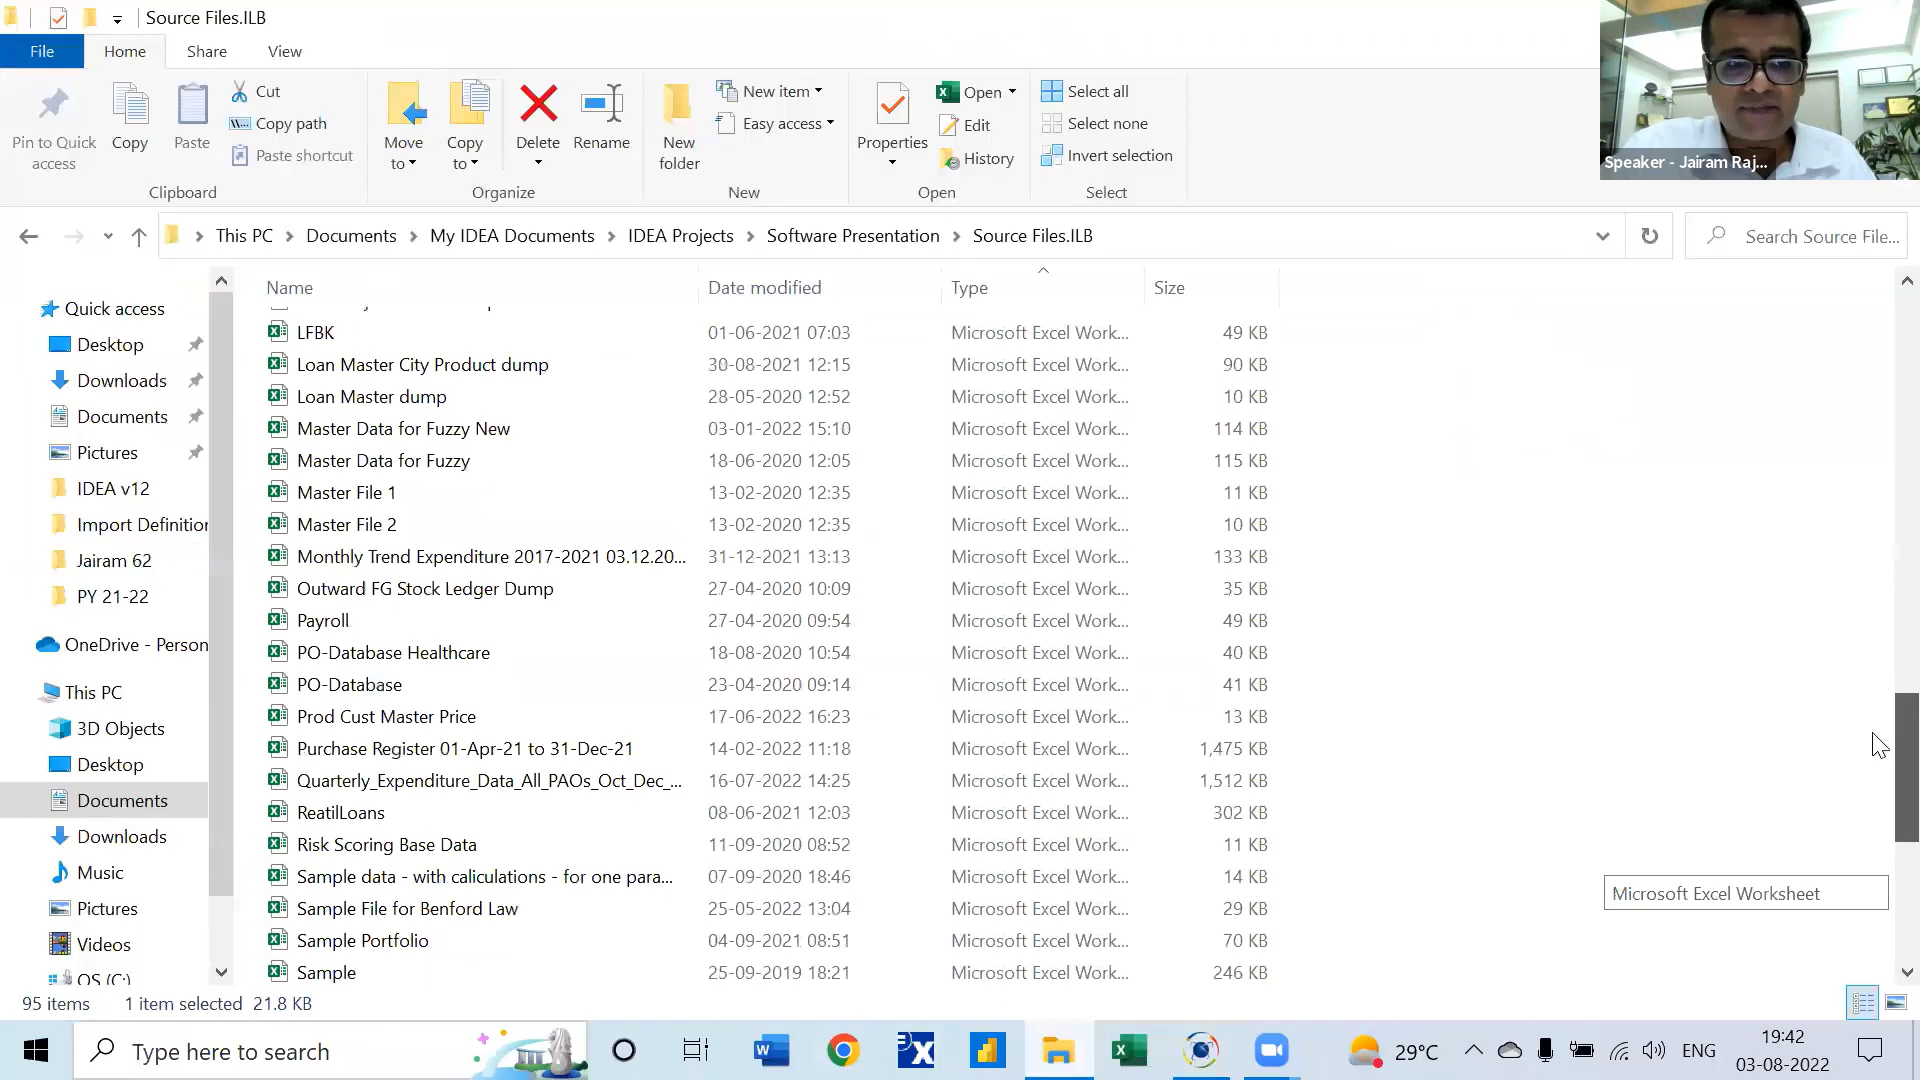 Source Files.ILB
File
Home
Share
View
Pin to Quick access
Copy
Paste
Cut
Copy path
Paste shortcut
Clipboard
Move to
Copy to
Delete
Rename
Organize
New folder
New item
Easy access
New
Properties
Open
Edit
History
Open
Select all
Select none
Invert selection
Select
Speaker - Jairam Raj...
This PC > Documents > My IDEA Documents > IDEA Projects > Software Presentation > Source Files.ILB
Search Source File...
Quick access
Desktop
Downloads
Documents
Pictures
IDEA v12
Import Definition
Jairam 62
PY 21-22
OneDrive - Person
This PC
3D Objects
Desktop
Documents
Downloads
Music
Pictures
Videos
OS (C:)
Name Date modified Type Size
LFBK 01-06-2021 07:03 Microsoft Excel Work... 49 KB
Loan Master City Product dump 30-08-2021 12:15 Microsoft Excel Work... 90 KB
Loan Master dump 28-05-2020 12:52 Microsoft Excel Work... 10 KB
Master Data for Fuzzy New 03-01-2022 15:10 Microsoft Excel Work... 114 KB
Master Data for Fuzzy 18-06-2020 12:05 Microsoft Excel Work... 115 KB
Master File 1 13-02-2020 12:35 Microsoft Excel Work... 11 KB
Master File 2 13-02-2020 12:35 Microsoft Excel Work... 10 KB
Monthly Trend Expenditure 2017-2021 03.12.20... 31-12-2021 13:13 Microsoft Excel Work... 133 KB
Outward FG Stock Ledger Dump 27-04-2020 10:09 Microsoft Excel Work... 35 KB
Payroll 27-04-2020 09:54 Microsoft Excel Work... 49 KB
PO-Database Healthcare 18-08-2020 10:54 Microsoft Excel Work... 40 KB
PO-Database 23-04-2020 09:14 Microsoft Excel Work... 41 KB
Prod Cust Master Price 17-06-2022 16:23 Microsoft Excel Work... 13 KB
Purchase Register 01-Apr-21 to 31-Dec-21 14-02-2022 11:18 Microsoft Excel Work... 1,475 KB
Quarterly_Expenditure_Data_All_PAOs_Oct_Dec_... 16-07-2022 14:25 Microsoft Excel Work... 1,512 KB
ReatilLoans 08-06-2021 12:03 Microsoft Excel Work... 302 KB
Risk Scoring Base Data 11-09-2020 08:52 Microsoft Excel Work... 11 KB
Sample data - with caliculations - for one para... 07-09-2020 18:46 Microsoft Excel Work... 14 KB
Sample File for Benford Law 25-05-2022 13:04 Microsoft Excel Work... 29 KB
Sample Portfolio 04-09-2021 08:51 Microsoft Excel Work... 70 KB
Sample 25-09-2019 18:21 Microsoft Excel Work... 246 KB
Microsoft Excel Worksheet
95 items 1 item selected 21.8 KB
Type here to search
29°C
ENG
19:42
03-08-2022